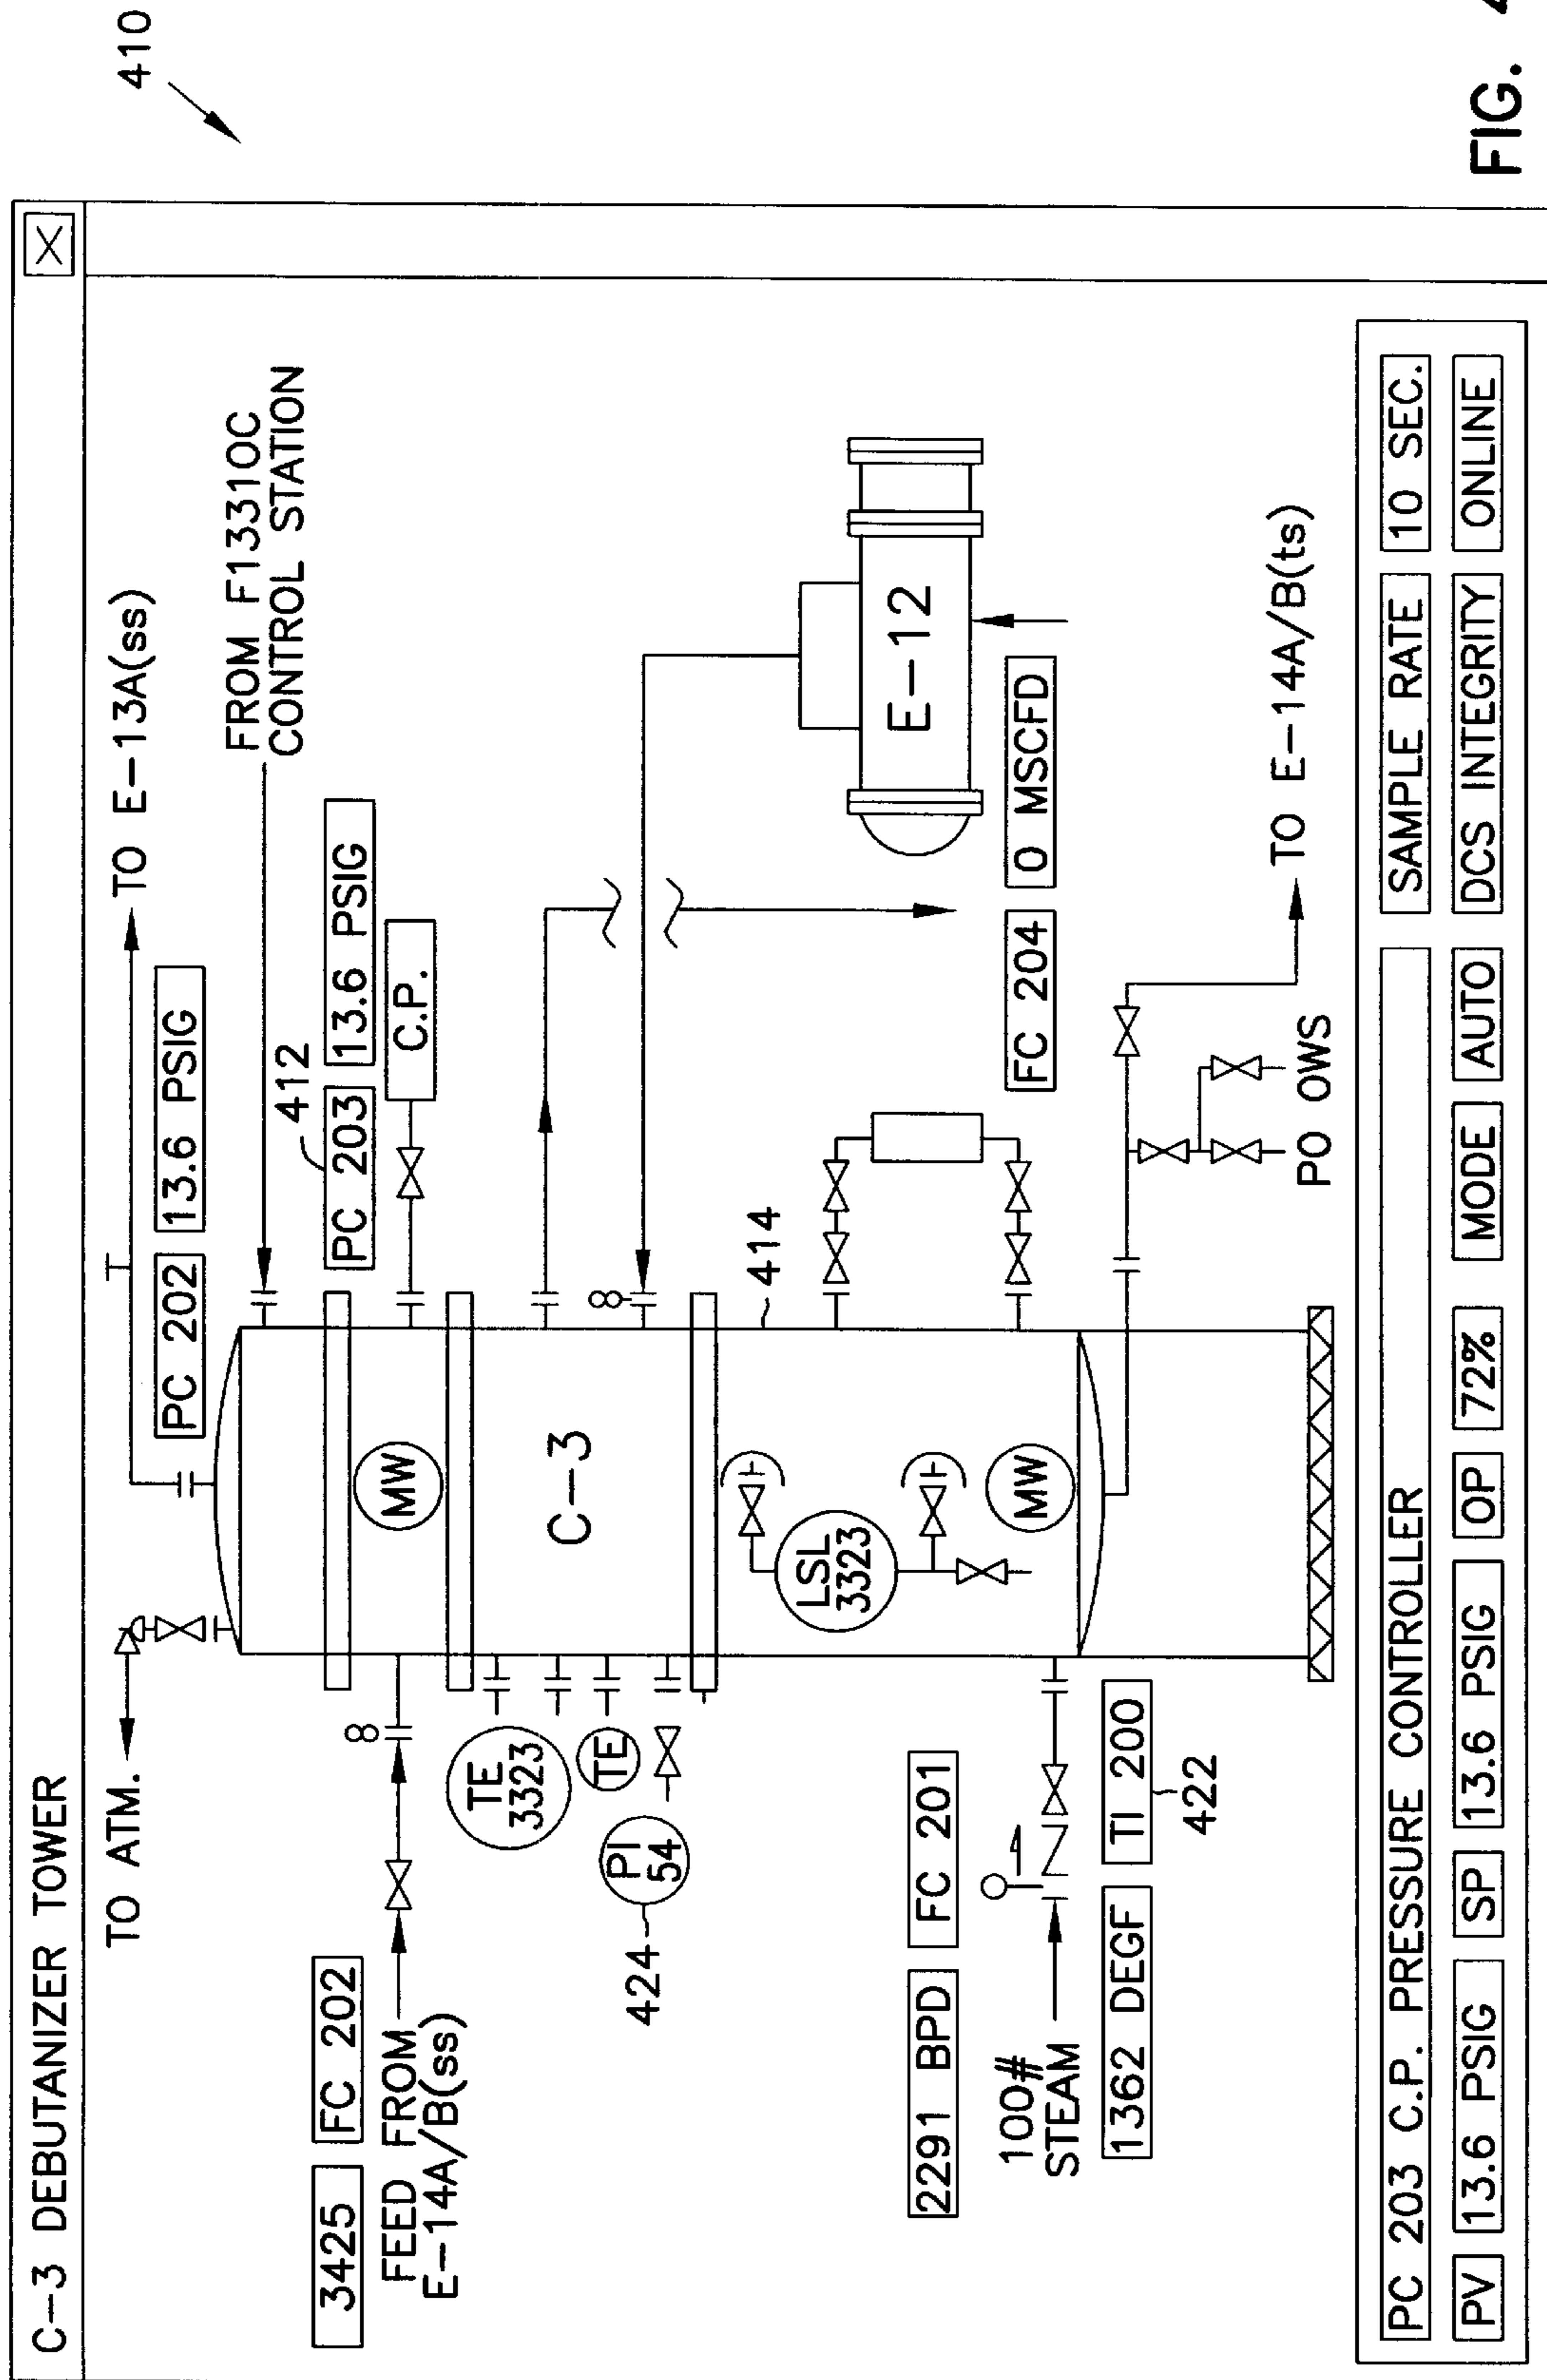 410
C-3 DEBUTANIZER TOWER
X
TO ATM.
TO E-13A(ss)
PC 202
13.6 PSIG
FROM F13310C
CONTROL STATION
412
PC 203
13.6 PSIG
C.P.
3425
FC 202
FEED FROM
E-14A/B(ss)
MW
TE
3323
TE
C-3
PI
54
424
8
8
414
E-12
LSL
3323
MW
FC 204
0 MSCFD
2291 BPD
FC 201
100#
STEAM
1362 DEGF
TI 200
422
PO OWS
TO E-14A/B(ts)
PC 203 C.P. PRESSURE CONTROLLER
SAMPLE RATE
10 SEC.
PV
13.6 PSIG
SP
13.6 PSIG
OP
72%
MODE
AUTO
DCS INTEGRITY
ONLINE
FIG.